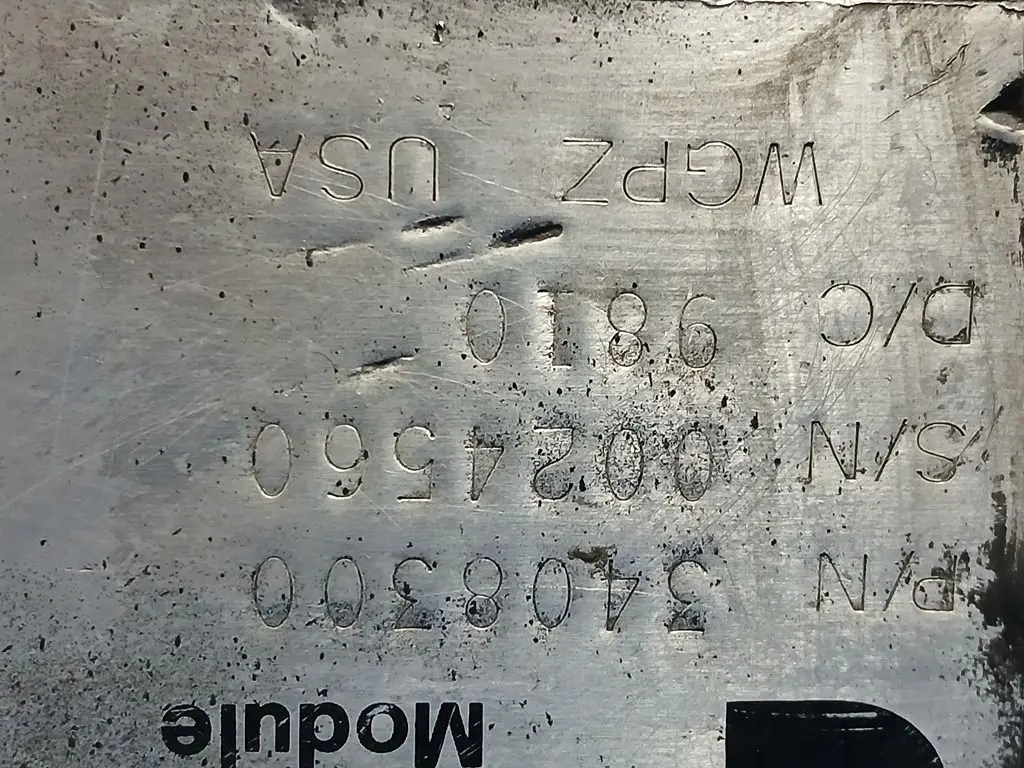 Module
P/N 3408300
S/N 0024560
D/C 9810
WGPZ USA